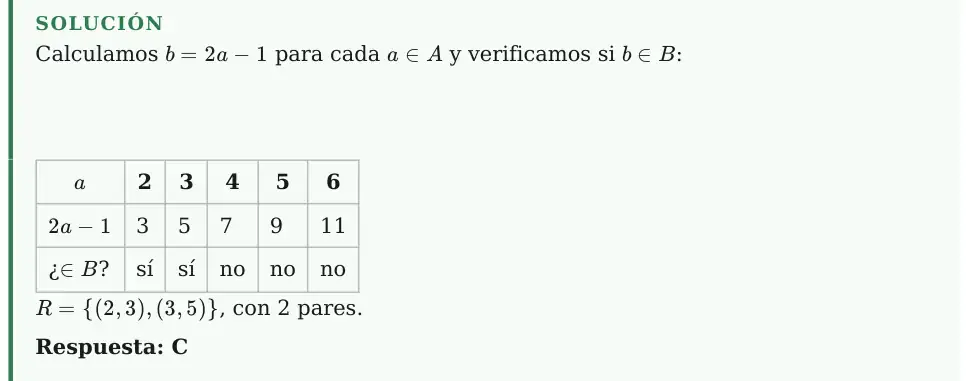 SOLUCIÓN
Calculamos b = 2a − 1 para cada a ∈ A y verificamos si b ∈ B:
a 2 3 4 5 6
2a − 1 3 5 7 9 11
¿∈ B? sí sí no no no
R = {(2, 3), (3, 5)}, con 2 pares.
Respuesta: C